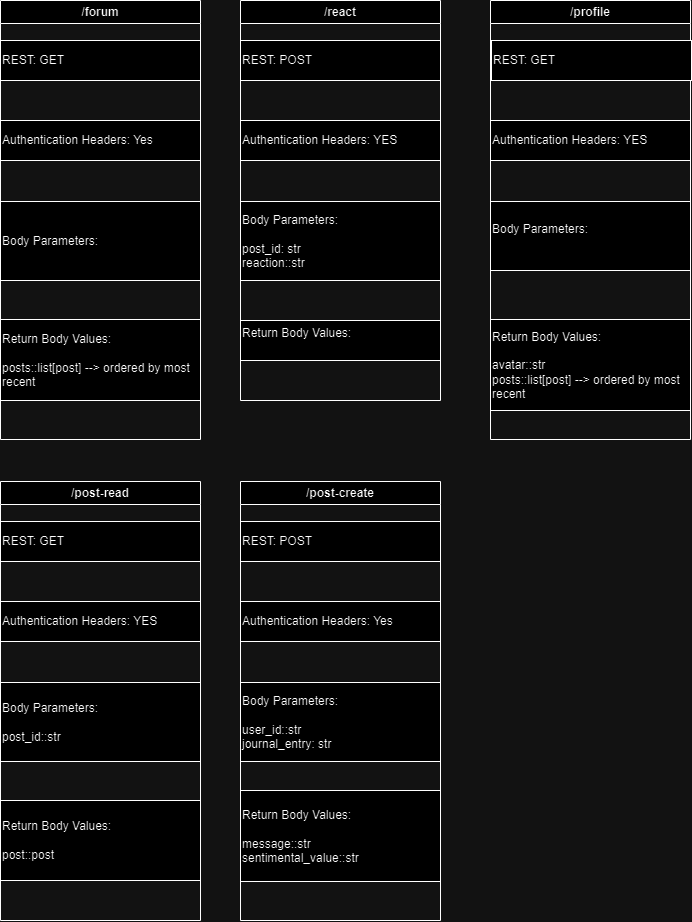 /forum
REST: GET
Authentication Headers: Yes
Body Parameters:
Return Body Values:
posts::list[post] --> ordered by most
recent
/react
REST: POST
Authentication Headers: YES
Body Parameters:
post_id: str
reaction::str
Return Body Values:
/profile
REST: GET
Authentication Headers: YES
Body Parameters:
Return Body Values:
avatar::str
posts::list[post] --> ordered by most
recent
/post-read
REST: GET
Authentication Headers: YES
Body Parameters:
post_id::str
Return Body Values:
post::post
/post-create
REST: POST
Authentication Headers: Yes
Body Parameters:
user_id::str
journal_entry: str
Return Body Values:
message::str
sentimental_value::str